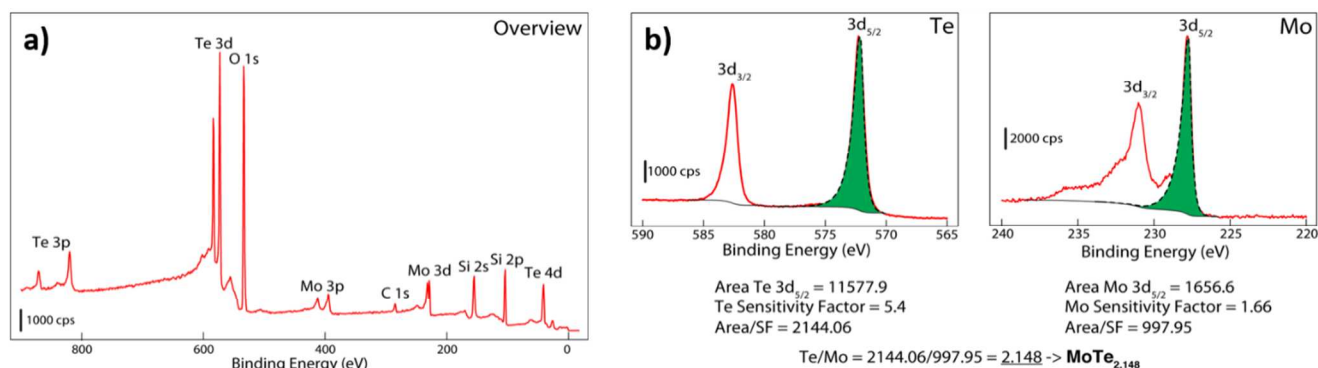 a)
Overview
Te 3d
O 1s
Te 3p
Mo 3p
C 1s
Mo 3d
Si 2s
Si 2p
Te 4d
1000 cps
800 600 400 200 0
Binding Energy (eV)
b)
Te
3d5/2
3d3/2
1000 cps
590 585 580 575 570 565
Binding Energy (eV)
Area Te 3d5/2 = 11577.9
Te Sensitivity Factor = 5.4
Area/SF = 2144.06
Mo
3d5/2
3d3/2
2000 cps
240 235 230 225 220
Binding Energy (eV)
Area Mo 3d5/2 = 1656.6
Mo Sensitivity Factor = 1.66
Area/SF = 997.95
Te/Mo = 2144.06/997.95 = 2.148 -> MoTe2.148